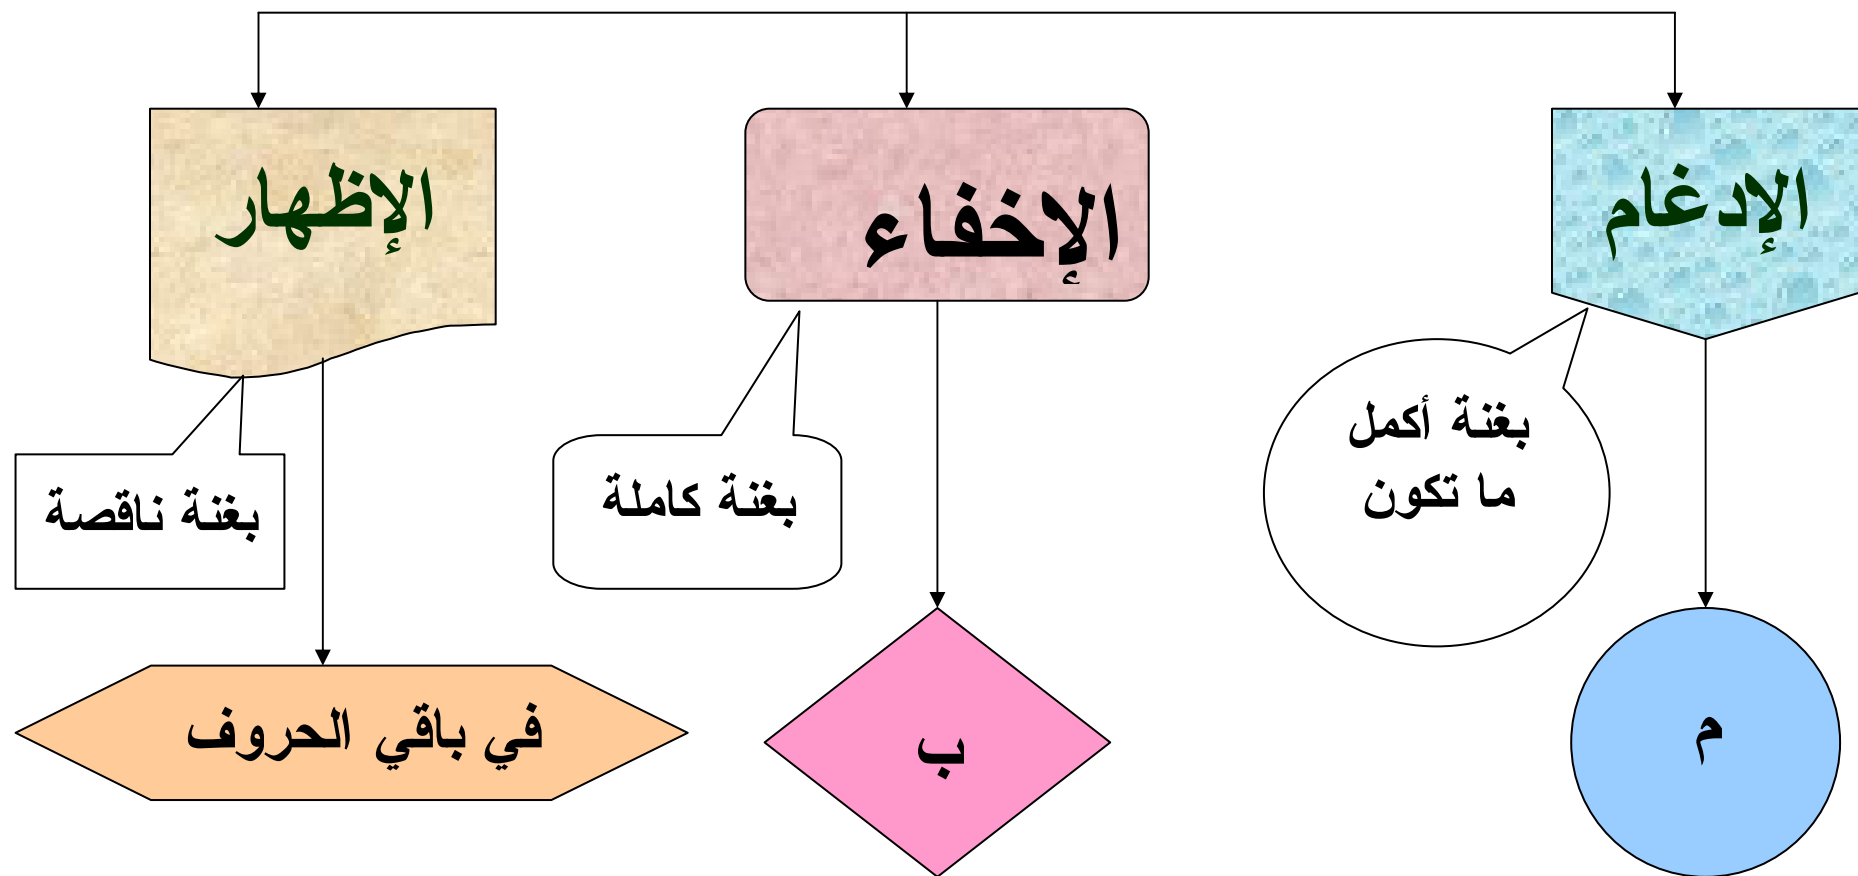 الإدغام
الإخفاء
الإظهار
بغنة أكمل
ما تكون
بغنة كاملة
بغنة ناقصة
م
ب
في باقي الحروف